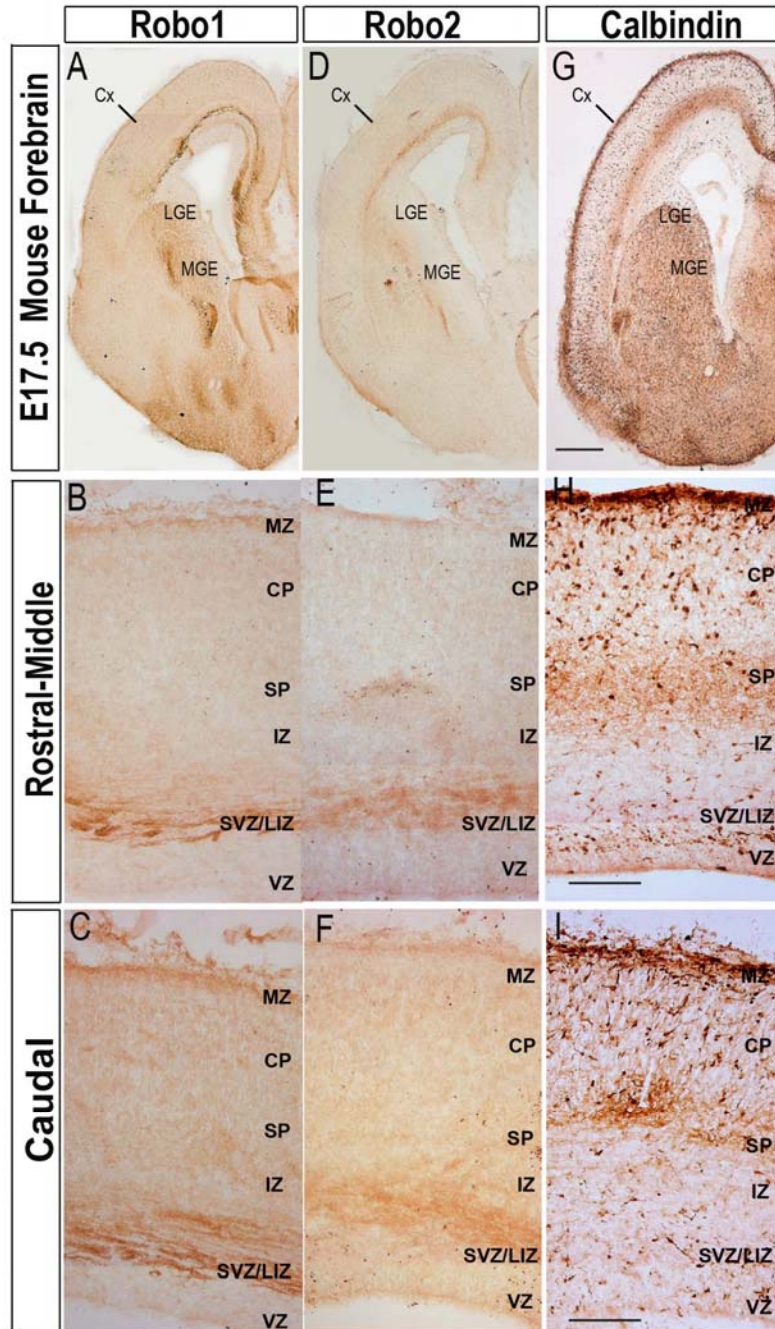 Robo1
Robo2
Calbindin
E17.5 Mouse Forebrain
A
Cx
LGE
MGE
D
Cx
LGE
MGE
G
Cx
LGE
MGE
Rostral-Middle
B
MZ
CP
SP
IZ
SVZ/LIZ
VZ
E
MZ
CP
SP
IZ
SVZ/LIZ
VZ
H
MZ
CP
SP
IZ
SVZ/LIZ
VZ
Caudal
C
MZ
CP
SP
IZ
SVZ/LIZ
VZ
F
MZ
CP
SP
IZ
SVZ/LIZ
VZ
I
MZ
CP
SP
IZ
SVZ/LIZ
VZ